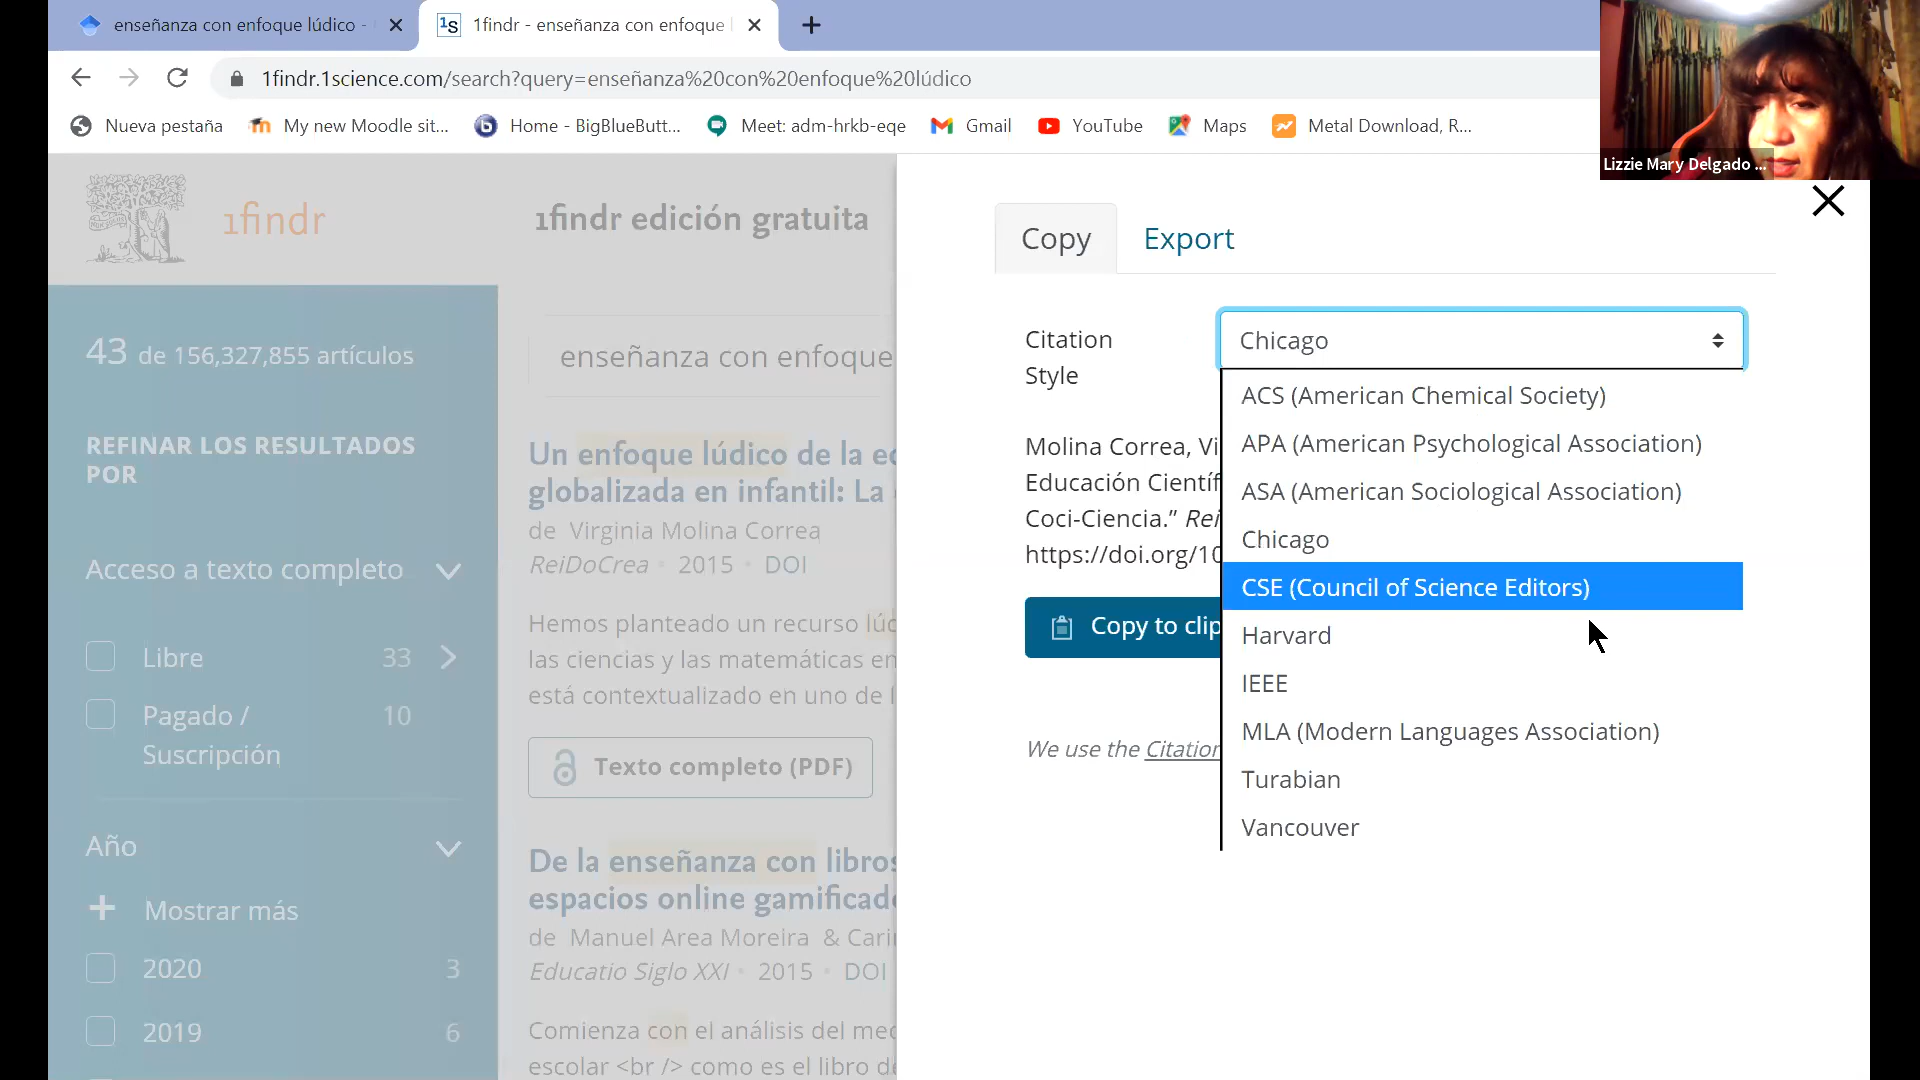 enseñanza con enfoque lúdico -
1findr - enseñanza con enfoque l
1findr.1science.com/search?query=enseñanza%20con%20enfoque%20lúdico
Nueva pestaña
My new Moodle sit...
Home - BigBlueButt...
Meet: adm-hrkb-eqe
Gmail
YouTube
Maps
Metal Download, R...
Lizzie Mary Delgado ...
1findr
1findr edición gratuita
43 de 156,327,855 artículos
enseñanza con enfoque
REFINAR LOS RESULTADOS
POR
Acceso a texto completo
Libre 33
Pagado / 10
Suscripción
Año
Mostrar más
2020 3
2019 6
Un enfoque lúdico de la ec
globalizada en infantil: La
de Virginia Molina Correa
ReiDoCrea • 2015 • DOI
Hemos planteado un recurso lúd
las ciencias y las matemáticas en
está contextualizado en uno de l
Texto completo (PDF)
De la enseñanza con libros
espacios online gamificado
de Manuel Area Moreira & Cari
Educatio Siglo XXI • 2015 • DOI
Comienza con el análisis del med
escolar <br /> como es el libro de
Copy
Export
Citation
Style
Chicago
ACS (American Chemical Society)
APA (American Psychological Association)
ASA (American Sociological Association)
Chicago
CSE (Council of Science Editors)
Harvard
IEEE
MLA (Modern Languages Association)
Turabian
Vancouver
Molina Correa, Vi
Educación Científ
Coci-Ciencia.” Rei
https://doi.org/10
Copy to clip
We use the Citation